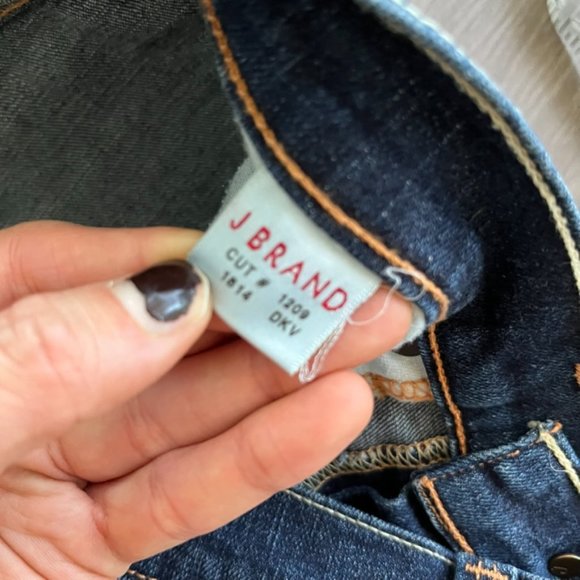 J BRAND
CUT # 1209
1614 DKV